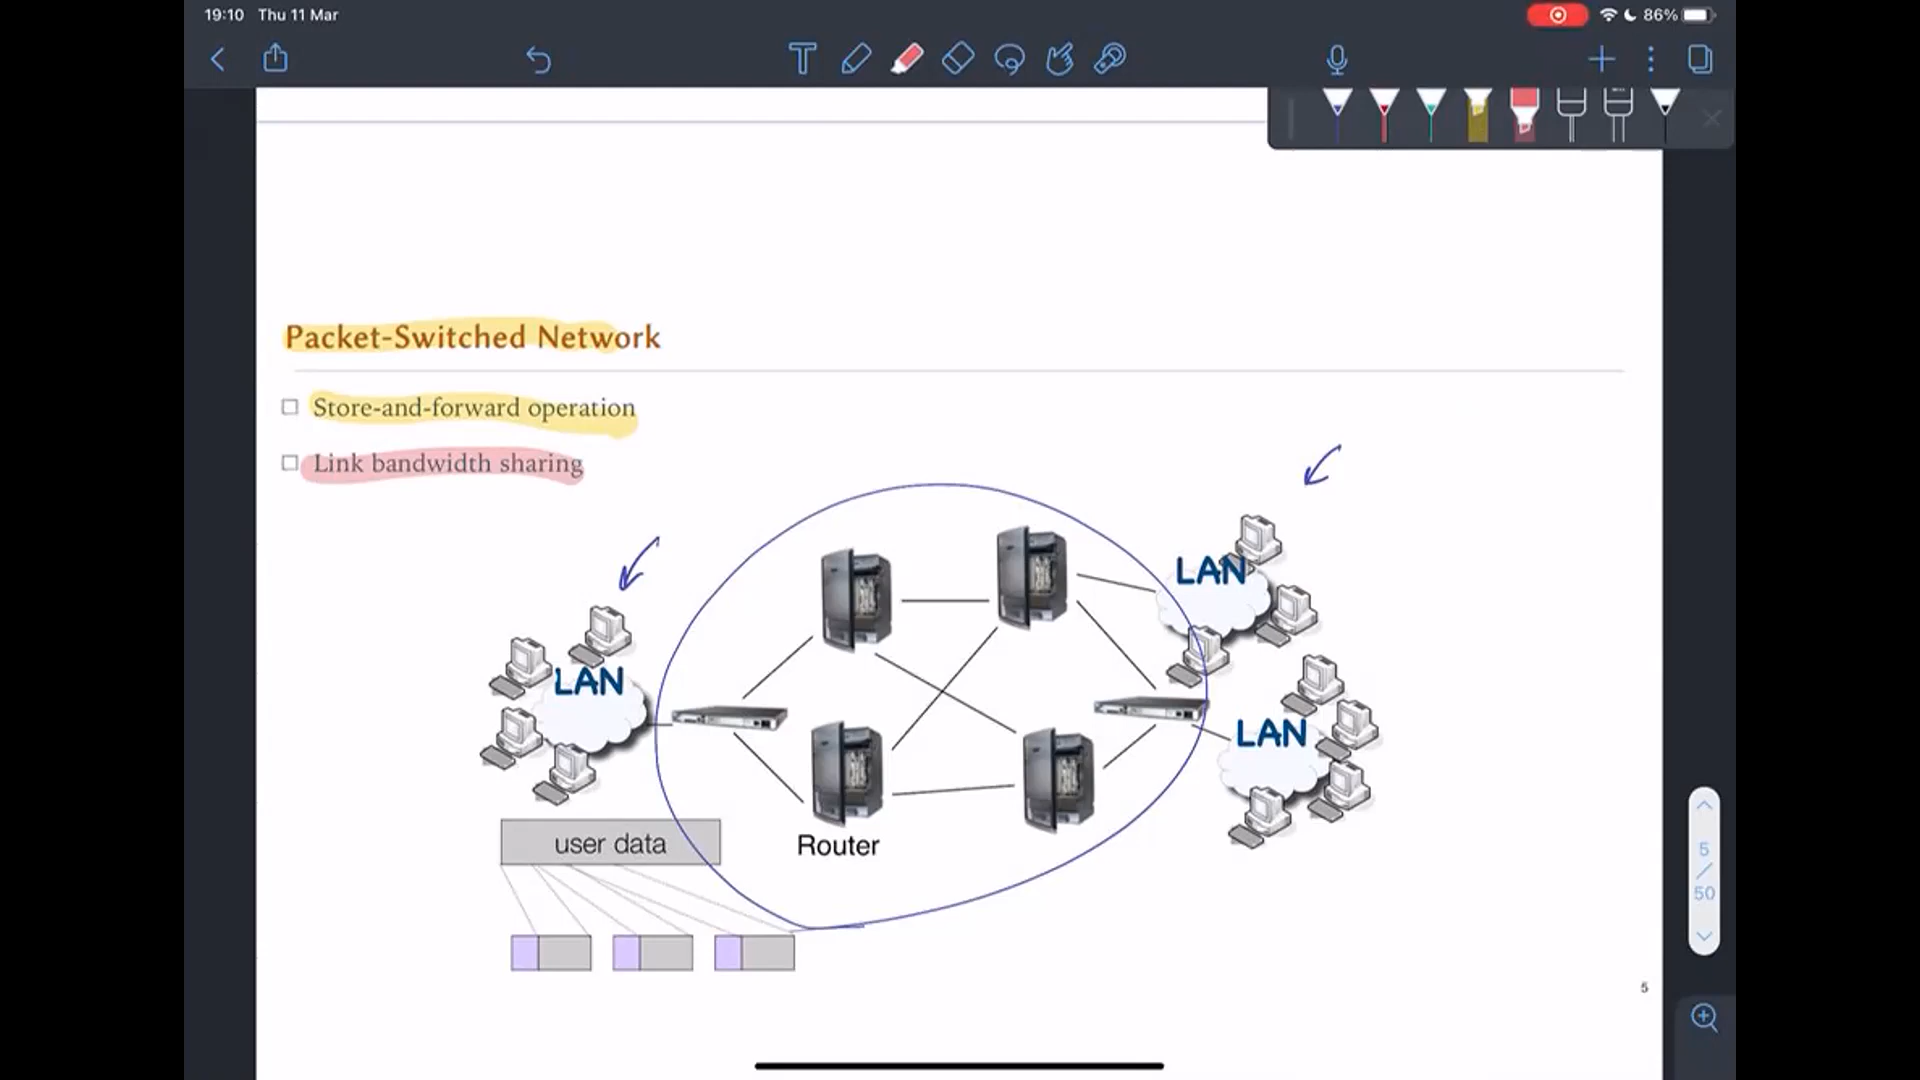 19:10 Thu 11 Mar
86%
Packet-Switched Network
Store-and-forward operation
Link bandwidth sharing
LAN
LAN
LAN
Router
user data
5
/
50
5